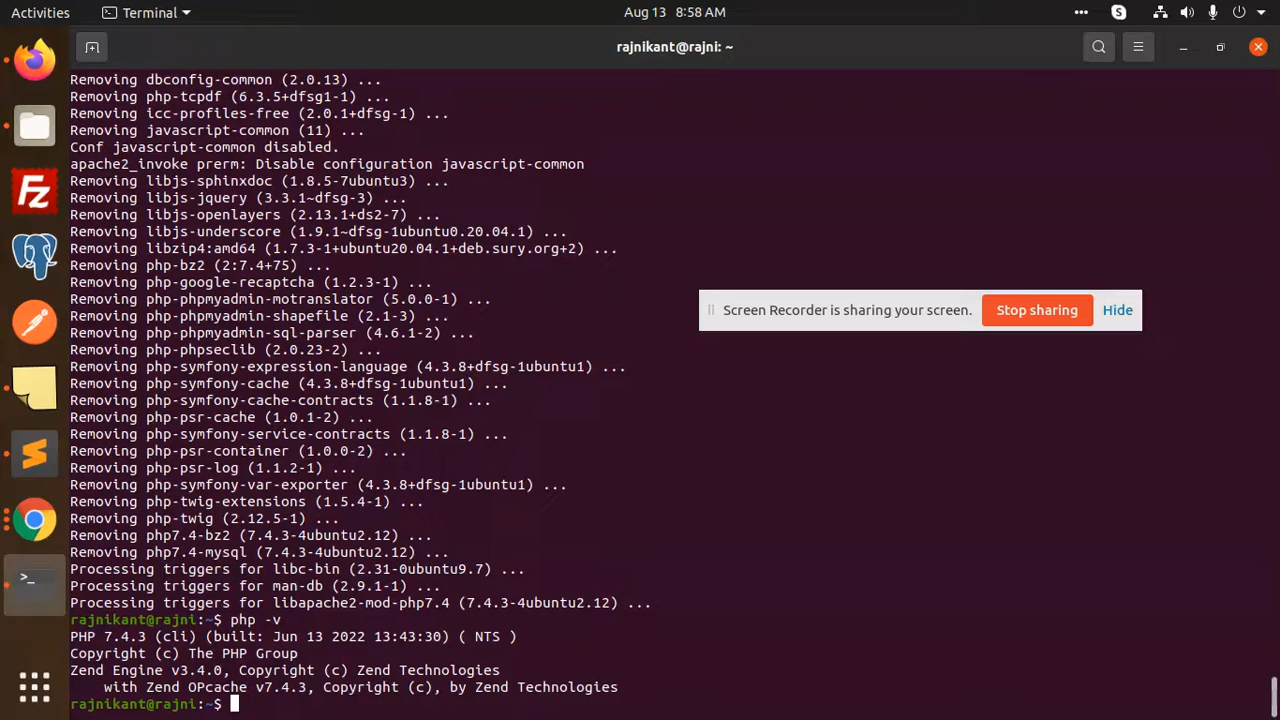 Activities
Terminal
Aug 13 8:58 AM
rajnikant@rajni: ~
Removing dbconfig-common (2.0.13) ...
Removing php-tcpdf (6.3.5+dfsg1-1) ...
Removing icc-profiles-free (2.0.1+dfsg-1) ...
Removing javascript-common (11) ...
Conf javascript-common disabled.
apache2_invoke prerm: Disable configuration javascript-common
Removing libjs-sphinxdoc (1.8.5-7ubuntu3) ...
Removing libjs-jquery (3.3.1~dfsg-3) ...
Removing libjs-openlayers (2.13.1+ds2-7) ...
Removing libjs-underscore (1.9.1~dfsg-1ubuntu0.20.04.1) ...
Removing libzip4:amd64 (1.7.3-1+ubuntu20.04.1+deb.sury.org+2) ...
Removing php-bz2 (2:7.4+75) ...
Removing php-google-recaptcha (1.2.3-1) ...
Removing php-phpmyadmin-motranslator (5.0.0-1) ...
Removing php-phpmyadmin-shapefile (2.1-3) ...
Removing php-phpmyadmin-sql-parser (4.6.1-2) ...
Removing php-phpseclib (2.0.23-2) ...
Removing php-symfony-expression-language (4.3.8+dfsg-1ubuntu1) ...
Removing php-symfony-cache (4.3.8+dfsg-1ubuntu1) ...
Removing php-symfony-cache-contracts (1.1.8-1) ...
Removing php-psr-cache (1.0.1-2) ...
Removing php-symfony-service-contracts (1.1.8-1) ...
Removing php-psr-container (1.0.0-2) ...
Removing php-psr-log (1.1.2-1) ...
Removing php-symfony-var-exporter (4.3.8+dfsg-1ubuntu1) ...
Removing php-twig-extensions (1.5.4-1) ...
Removing php-twig (2.12.5-1) ...
Removing php7.4-bz2 (7.4.3-4ubuntu2.12) ...
Removing php7.4-mysql (7.4.3-4ubuntu2.12) ...
Processing triggers for libc-bin (2.31-0ubuntu9.7) ...
Processing triggers for man-db (2.9.1-1) ...
Processing triggers for libapache2-mod-php7.4 (7.4.3-4ubuntu2.12) ...
rajnikant@rajni:~$ php -v
PHP 7.4.3 (cli) (built: Jun 13 2022 13:43:30) ( NTS )
Copyright (c) The PHP Group
Zend Engine v3.4.0, Copyright (c) Zend Technologies
    with Zend OPcache v7.4.3, Copyright (c), by Zend Technologies
rajnikant@rajni:~$
Screen Recorder is sharing your screen.
Stop sharing
Hide